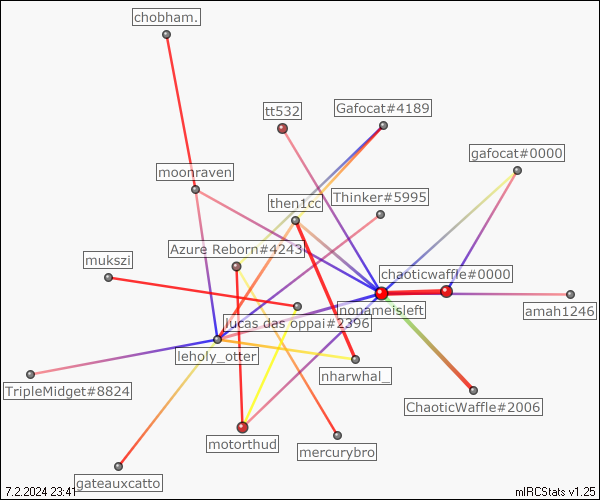 chobham.
tt532
Gafocat#4189
gafocat#0000
moonraven
Thinker#5995
then1cc
Azure Reborn#4243
mukszi
chaoticwaffle#0000
nonameisleft
amah1246
lucas das oppai#2396
leholy_otter
nharwhal_
TripleMidget#8824
ChaoticWaffle#2006
motorthud
mercurybro
gateauxcatto
7.2.2024 23:41
mIRCStats v1.25